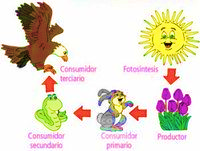 Consumidor
terciario
Fotosíntesis
Consumidor
secundario
Consumidor
primario
Productor